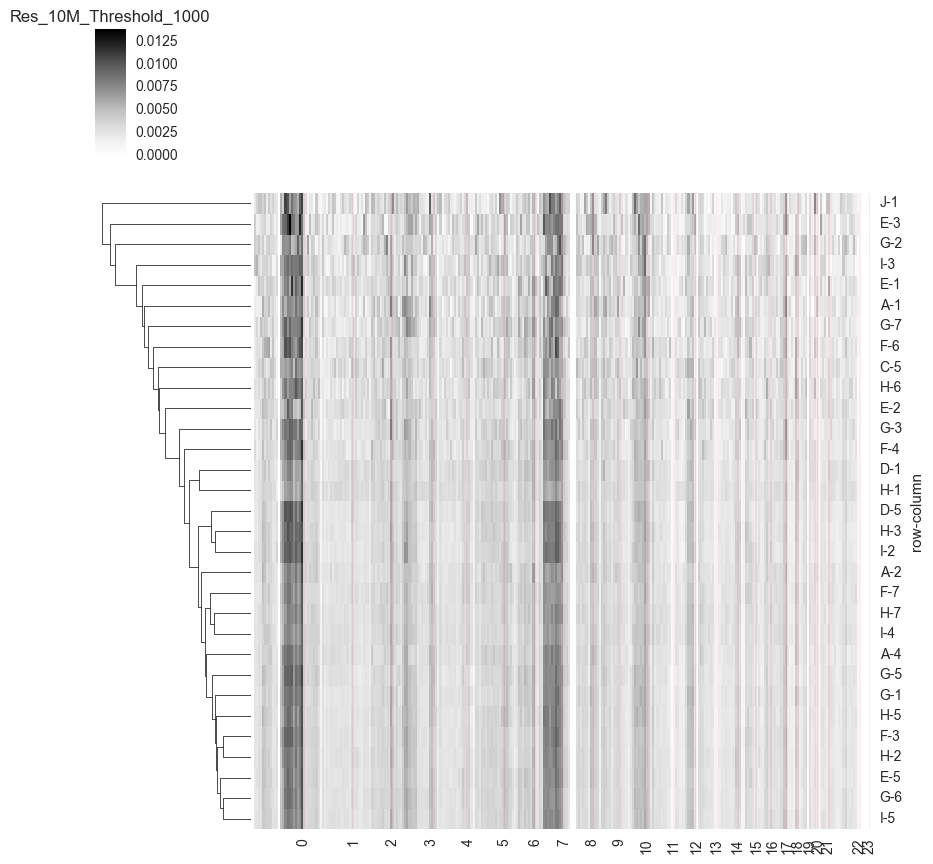 Res_10M_Threshold_1000
0.0125
0.0100
0.0075
0.0050
0.0025
0.0000
J-1
E-3
G-2
I-3
E-1
A-1
G-7
F-6
C-5
H-6
E-2
G-3
F-4
D-1
H-1
D-5
H-3
I-2
A-2
F-7
H-7
I-4
A-4
G-5
G-1
H-5
F-3
H-2
E-5
G-6
I-5
row-column
0
1
2
3
4
5
6
7
8
9
10
11
12
13
14
15
16
17
18
19
20
21
22
23